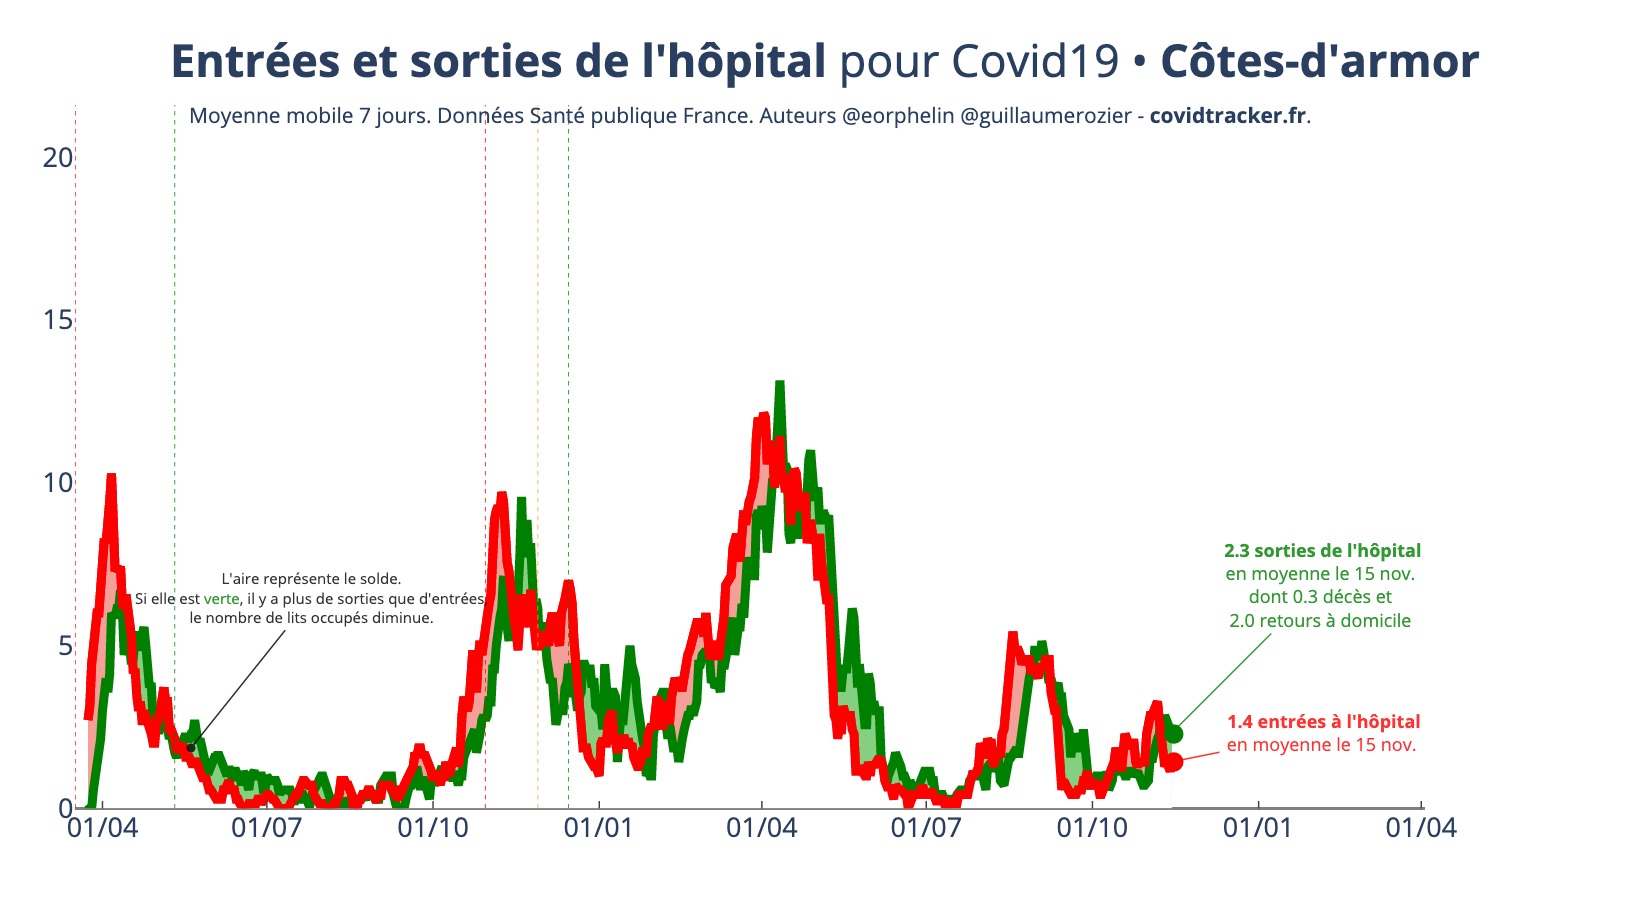 Entrées et sorties de l'hôpital pour Covid19 • Côtes-d'armor
Moyenne mobile 7 jours. Données Santé publique France. Auteurs @eorphelin @guillaumerozier - covidtracker.fr.
20
15
10
5
0
L'aire représente le solde.
Si elle est verte, il y a plus de sorties que d'entrées,
le nombre de lits occupés diminue.
2.3 sorties de l'hôpital
en moyenne le 15 nov.
dont 0.3 décès et
2.0 retours à domicile
1.4 entrées à l'hôpital
en moyenne le 15 nov.
01/04 01/07 01/10 01/01 01/04 01/07 01/10 01/01 01/04